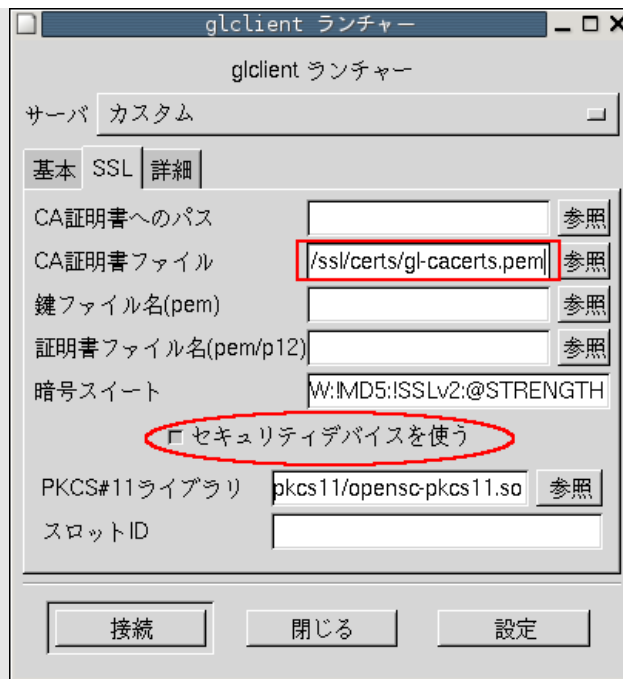 glclient ランチャー
glclient ランチャー
サーバ カスタム
基本 SSL 詳細
CA証明書へのパス 参照
CA証明書ファイル /ssl/certs/gl-cacerts.pem 参照
鍵ファイル名(pem) 参照
証明書ファイル名(pem/p12) 参照
暗号スイート W:!MD5:!SSLv2:@STRENGTH
セキュリティデバイスを使う
PKCS#11ライブラリ pkcs11/opensc-pkcs11.so 参照
スロットID
接続 閉じる 設定